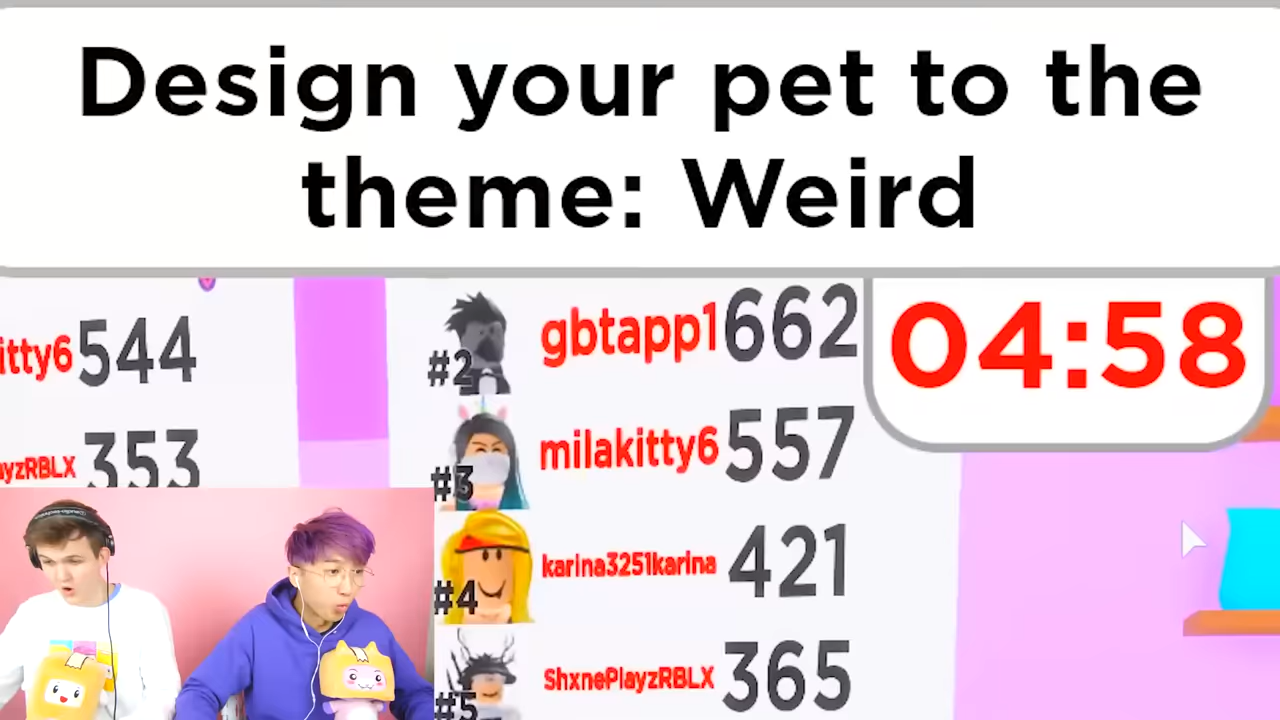 Design your pet to the
theme: Weird
04:58
itty6 544
ayzRBLX 353
#2 gbtapp1 662
#3 milakitty6 557
#4 karina3251karina 421
#5 ShxnePlayzRBLX 365